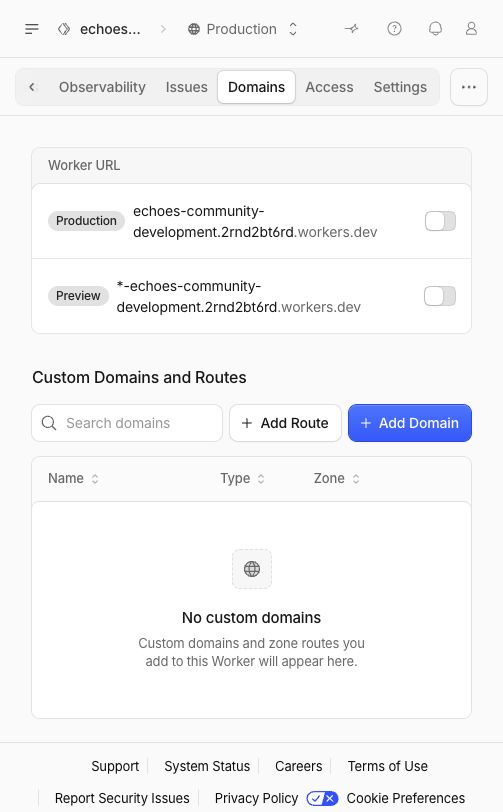 echoes... Production
Observability Issues Domains Access Settings
Worker URL
Production echoes-community-
development.2rnd2bt6rd.workers.dev
Preview *-echoes-community-
development.2rnd2bt6rd.workers.dev
Custom Domains and Routes
Search domains + Add Route + Add Domain
Name Type Zone
No custom domains
Custom domains and zone routes you
add to this Worker will appear here.
Support System Status Careers Terms of Use
Report Security Issues Privacy Policy Cookie Preferences